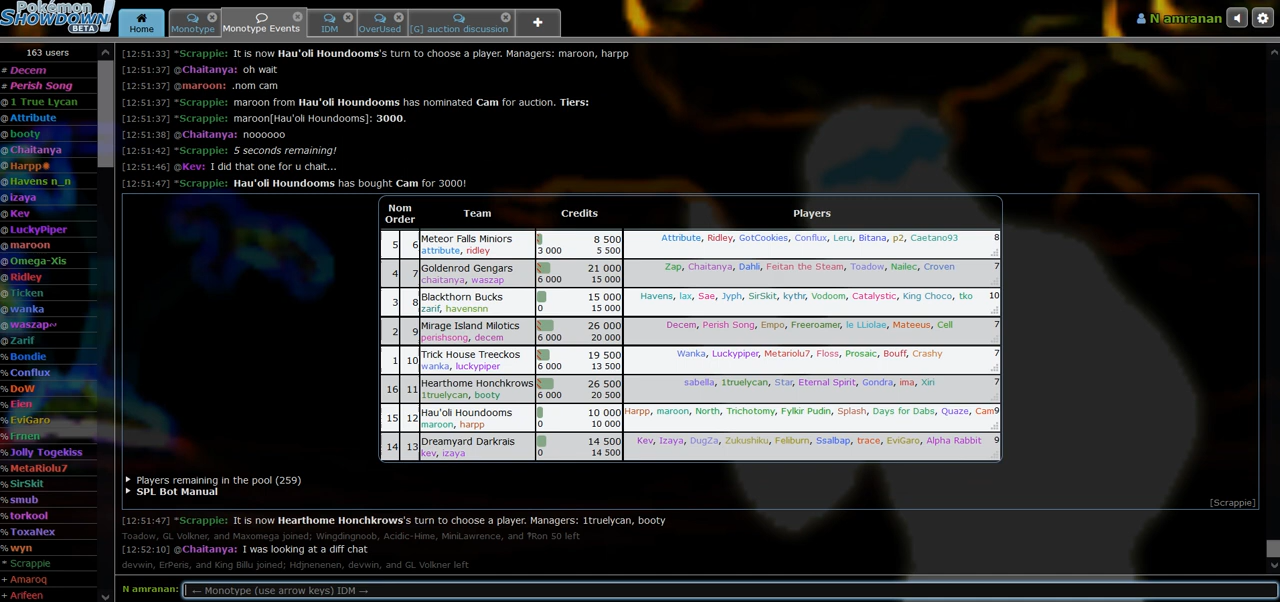 Pokémon
SHOWDOWN!
BETA
Home
Monotype
Monotype Events
IDM
OverUsed
[G] auction discussion
+
N amranan
163 users
# Decem
# Perish Song
@ 1 True Lycan
@ Attribute
@ booty
@ Chaitanya
@ Harpp
@ Havens n_n
@ izaya
@ Kev
@ LuckyPiper
@ maroon
@ Omega-Xis
@ Ridley
@ Ticken
@ wanka
@ waszap~
@ Zarif
% Bondie
% Conflux
% DoW
% Eien
% EviGaro
% Frnen
% Jolly Togekiss
% MetaRiolu7
% SirSkit
% smub
% torkool
% ToxaNex
% wyn
* Scrappie
+ Amaroq
+ Arifeen
[12:51:33] *Scrappie: It is now Hau'oli Houndooms's turn to choose a player. Managers: maroon, harpp
[12:51:37] @Chaitanya: oh wait
[12:51:37] @maroon: .nom cam
[12:51:37] *Scrappie: maroon from Hau'oli Houndooms has nominated Cam for auction. Tiers:
[12:51:37] *Scrappie: maroon[Hau'oli Houndooms]: 3000.
[12:51:38] @Chaitanya: noooooo
[12:51:42] *Scrappie: 5 seconds remaining!
[12:51:46] @Kev: I did that one for u chait...
[12:51:47] *Scrappie: Hau'oli Houndooms has bought Cam for 3000!
Nom Order Team Credits Players
5 6 Meteor Falls Miniors 8 500 Attribute, Ridley, GotCookies, Conflux, Leru, Bitana, p2, Caetano93 8
attribute, ridley 3 000 5 500
4 7 Goldenrod Gengars 21 000 Zap, Chaitanya, Dahli, Feitan the Steam, Toadow, Nailec, Croven 7
chaitanya, waszap 6 000 15 000
3 8 Blackthorn Bucks 15 000 Havens, lax, Sae, Jyph, SirSkit, kythr, Vodoom, Catalystic, King Choco, tko 10
zarif, havensnn 0 15 000
2 9 Mirage Island Milotics 26 000 Decem, Perish Song, Empo, Freeroamer, le LLiolae, Mateeus, Cell 7
perishsong, decem 6 000 20 000
1 10 Trick House Treeckos 19 500 Wanka, Luckypiper, Metariolu7, Floss, Prosaic, Bouff, Crashy 7
wanka, luckypiper 6 000 13 500
16 11 Hearthome Honchkrows 26 500 sabella, 1truelycan, Star, Eternal Spirit, Gondra, ima, Xiri 7
1truelycan, booty 6 000 20 500
15 12 Hau'oli Houndooms 10 000 Harpp, maroon, North, Trichotomy, Fylkir Pudin, Splash, Days for Dabs, Quaze, Cam 9
maroon, harpp 0 10 000
14 13 Dreamyard Darkrais 14 500 Kev, Izaya, DugZa, Zukushiku, Feliburn, Ssalbap, trace, EviGaro, Alpha Rabbit 9
kev, izaya 0 14 500
Players remaining in the pool (259)
SPL Bot Manual
[Scrappie]
[12:51:47] *Scrappie: It is now Hearthome Honchkrows's turn to choose a player. Managers: 1truelycan, booty
Toadow, GL Volkner, and Maxomega joined; Wingdingnoob, Acidic-Hime, MiniLawrence, and ‽Ron 50 left
[12:52:10] @Chaitanya: I was looking at a diff chat
devwin, ErPeris, and King Billu joined; Hdjnenenen, devwin, and GL Volkner left
N amranan: ← Monotype (use arrow keys) IDM →